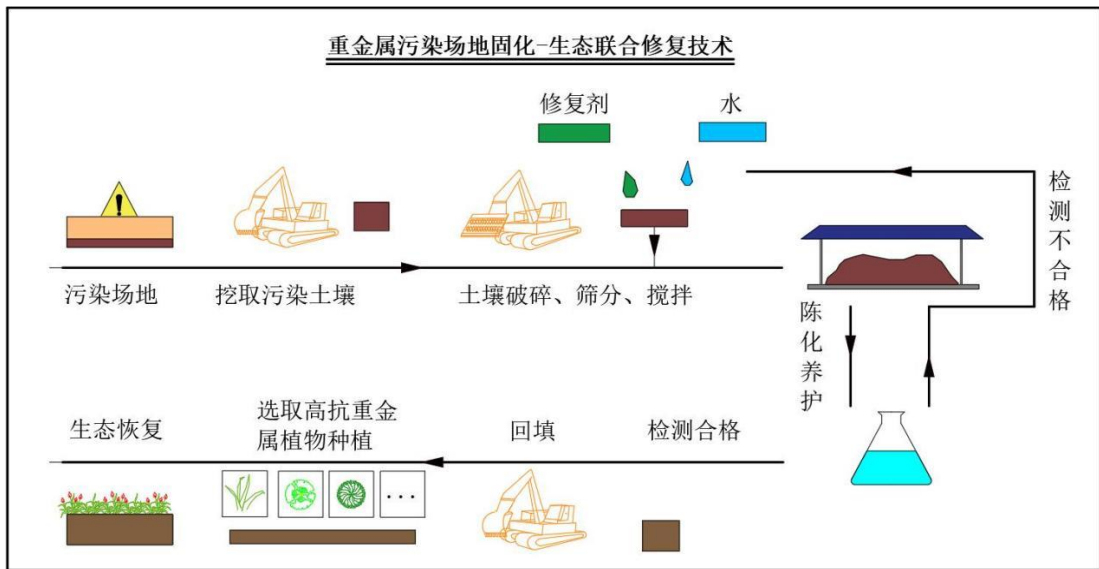 重金属污染场地固化-生态联合修复技术
修复剂
水
污染场地
挖取污染土壤
土壤破碎、筛分、搅拌
检测不合格
陈化养护
生态恢复
选取高抗重金
属植物种植
回填
检测合格
...